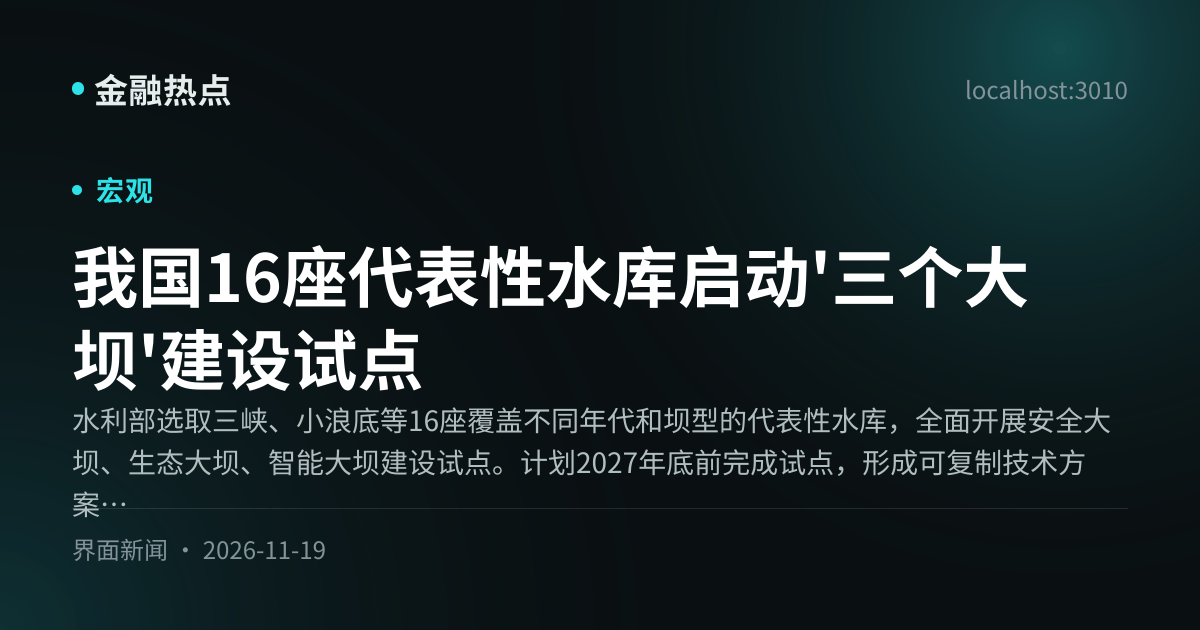 金融热点
localhost:3010
宏观
我国16座代表性水库启动'三个大
坝'建设试点
水利部选取三峡、小浪底等16座覆盖不同年代和坝型的代表性水库，全面开展安全大
坝、生态大坝、智能大坝建设试点。计划2027年底前完成试点，形成可复制技术方
案…
界面新闻 • 2026-11-19